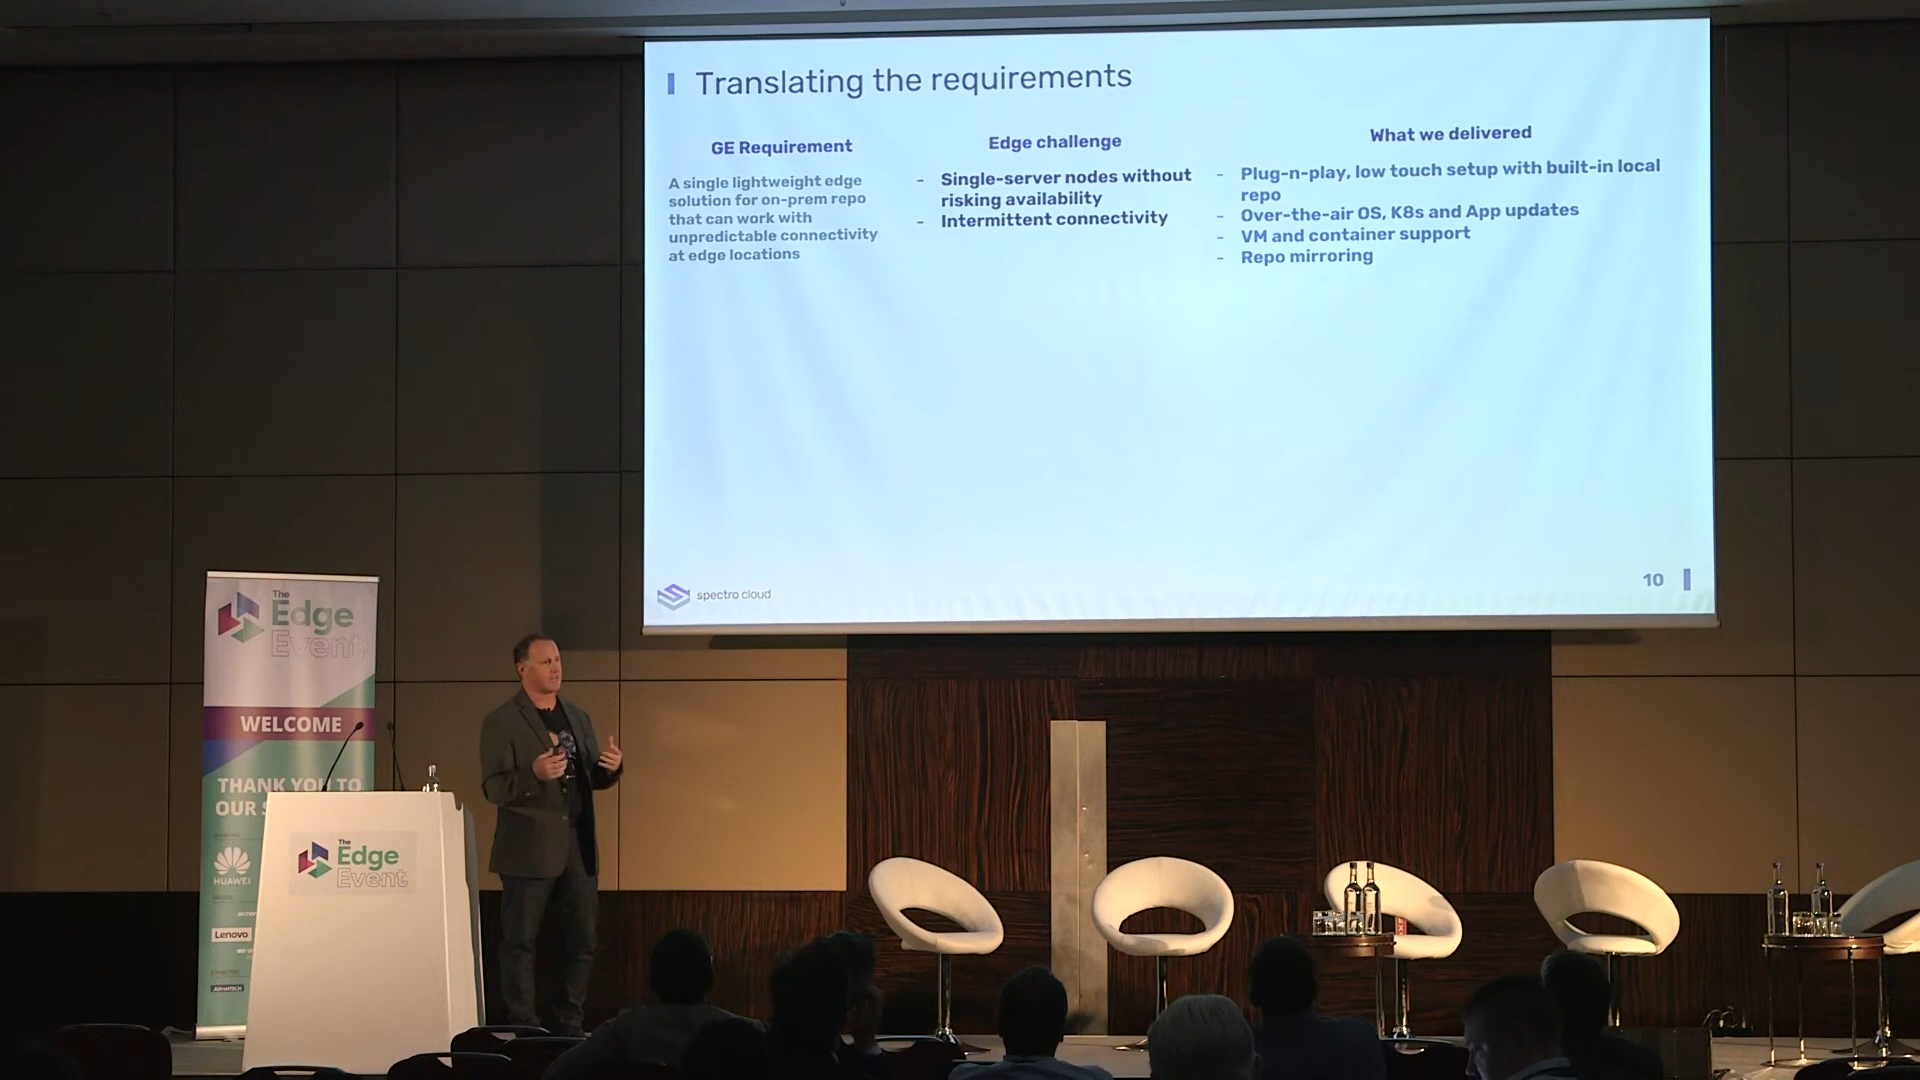 Translating the requirements
GE Requirement
A single lightweight edge
solution for on-prem repo
that can work with
unpredictable connectivity
at edge locations
Edge challenge
- Single-server nodes without
risking availability
- Intermittent connectivity
What we delivered
- Plug-n-play, low touch setup with built-in local
repo
- Over-the-air OS, K8s and App updates
- VM and container support
- Repo mirroring
spectro cloud
10
The
Edge
Event
WELCOME
THANK YOU TO
OUR
HUAWEI
Lenovo
ADVANTECH
The
Edge
Event